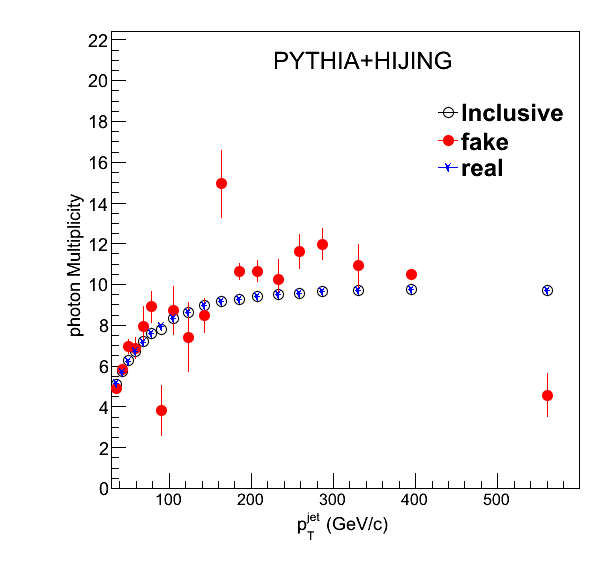 PYTHIA+HIJING
Inclusive
fake
real
photon Multiplicity
22
20
18
16
14
12
10
8
6
4
2
0
100 200 300 400 500
p_T^jet (GeV/c)